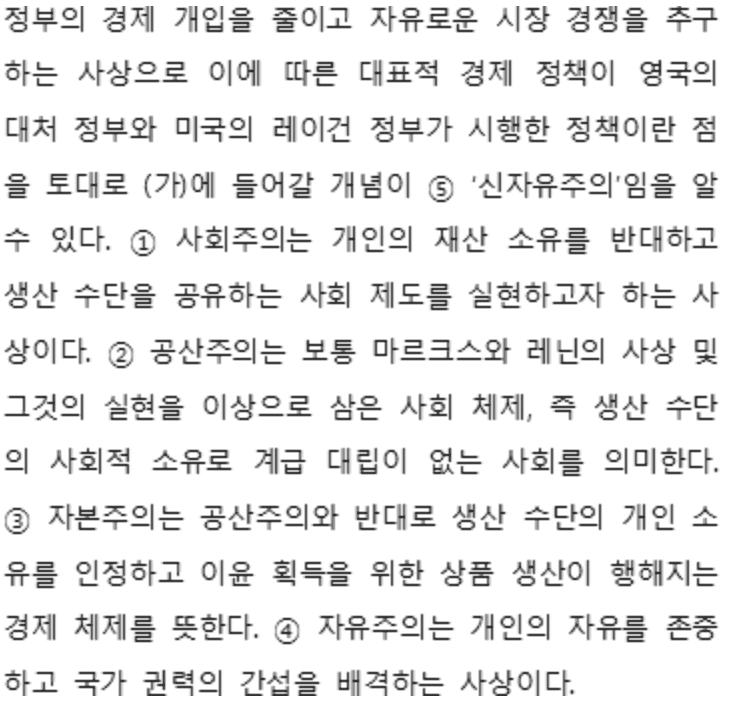 정부의 경제 개입을 줄이고 자유로운 시장 경쟁을 추구
하는 사상으로 이에 따른 대표적 경제 정책이 영국의
대처 정부와 미국의 레이건 정부가 시행한 정책이란 점
을 토대로 (가)에 들어갈 개념이 ⑤ '신자유주의'임을 알
수 있다. ① 사회주의는 개인의 재산 소유를 반대하고
생산 수단을 공유하는 사회 제도를 실현하고자 하는 사
상이다. ② 공산주의는 보통 마르크스와 레닌의 사상 및
그것의 실현을 이상으로 삼은 사회 체제, 즉 생산 수단
의 사회적 소유로 계급 대립이 없는 사회를 의미한다.
③ 자본주의는 공산주의와 반대로 생산 수단의 개인 소
유를 인정하고 이윤 획득을 위한 상품 생산이 행해지는
경제 체제를 뜻한다. ④ 자유주의는 개인의 자유를 존중
하고 국가 권력의 간섭을 배격하는 사상이다.